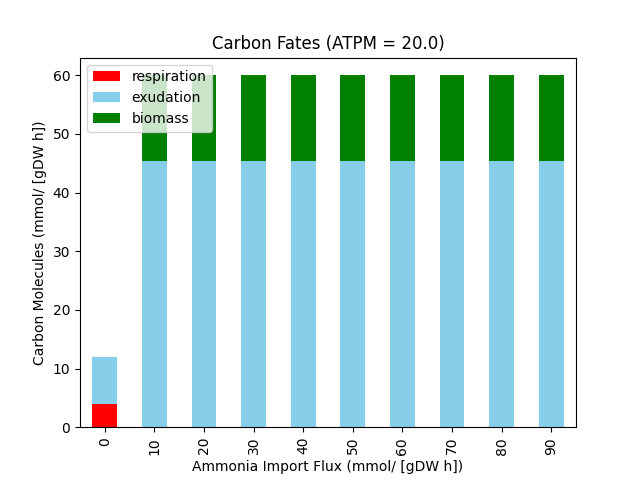 Carbon Fates (ATPM = 20.0)
respiration
exudation
biomass
60
50
40
30
20
10
0
Carbon Molecules (mmol/ [gDW h])
0 10 20 30 40 50 60 70 80 90
Ammonia Import Flux (mmol/ [gDW h])